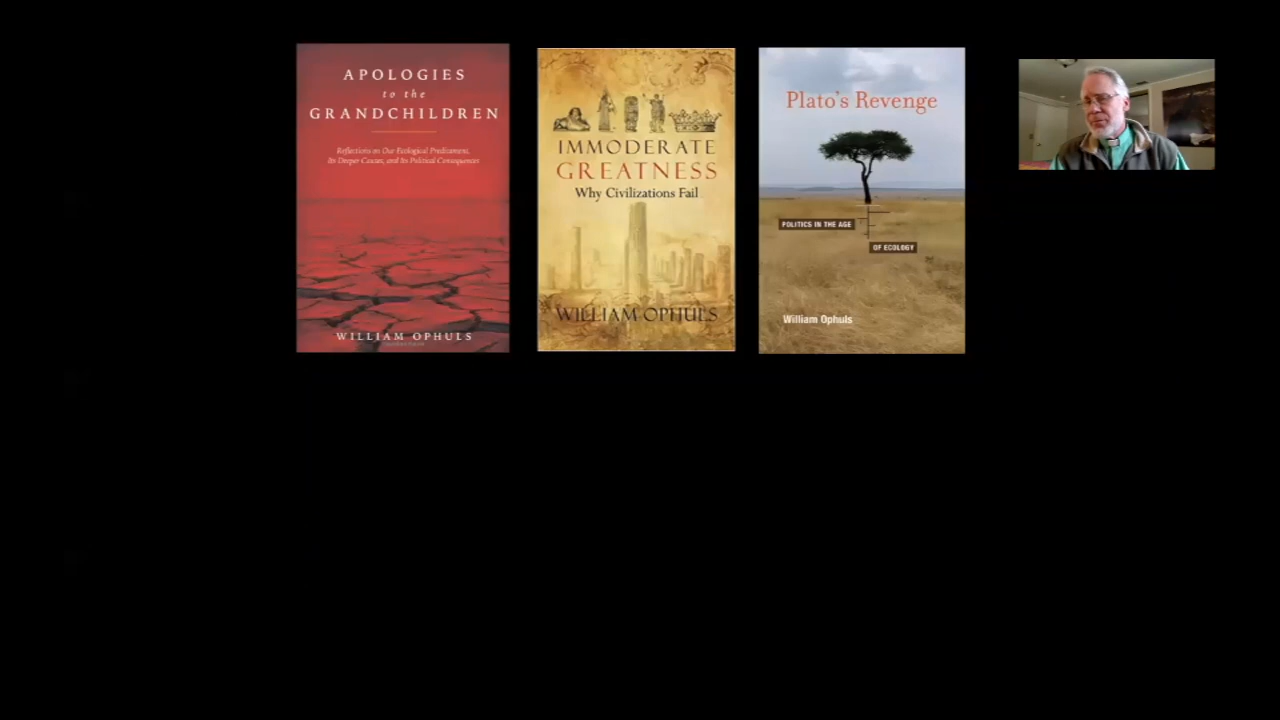 APOLOGIES
to the
GRANDCHILDREN
Reflections on Our Ecological Predicament,
Its Deeper Causes, and Its Political Consequences
WILLIAM OPHULS
IMMODERATE
GREATNESS
Why Civilizations Fail
WILLIAM OPHULS
Plato's Revenge
POLITICS IN THE AGE
OF ECOLOGY
William Ophuls